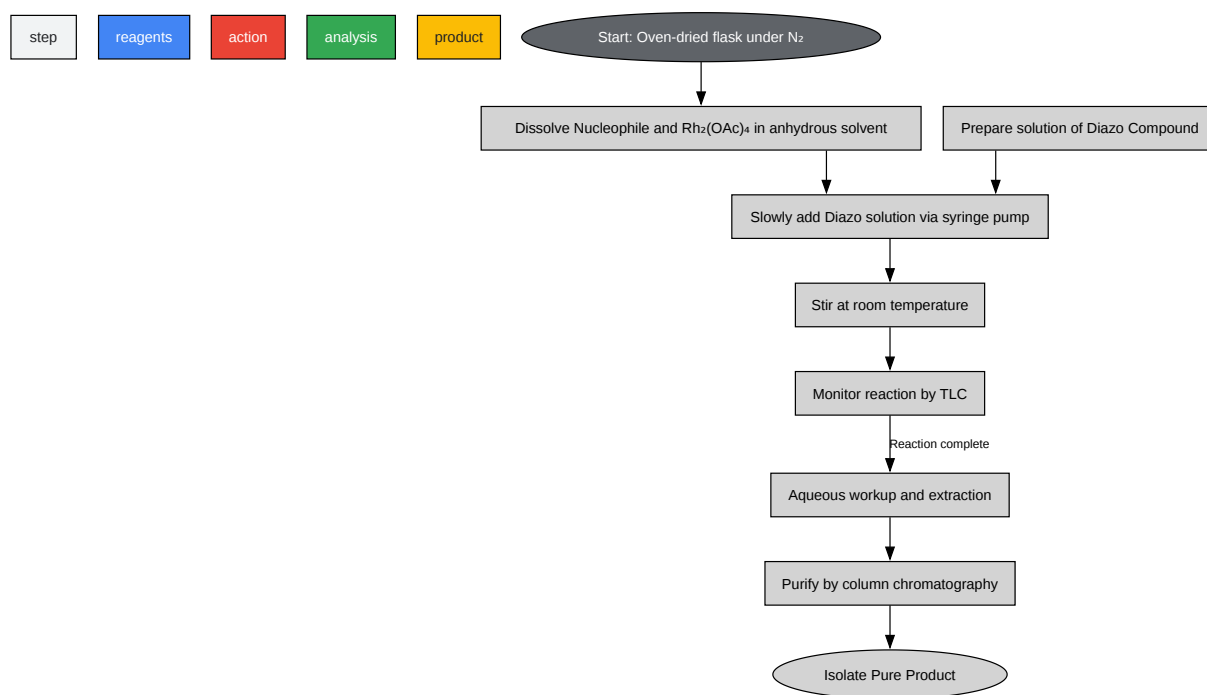 step
reagents
action
analysis
product
Start: Oven-dried flask under N₂
Dissolve Nucleophile and Rh₂(OAc)₄ in anhydrous solvent
Prepare solution of Diazo Compound
Slowly add Diazo solution via syringe pump
Stir at room temperature
Monitor reaction by TLC
Reaction complete
Aqueous workup and extraction
Purify by column chromatography
Isolate Pure Product